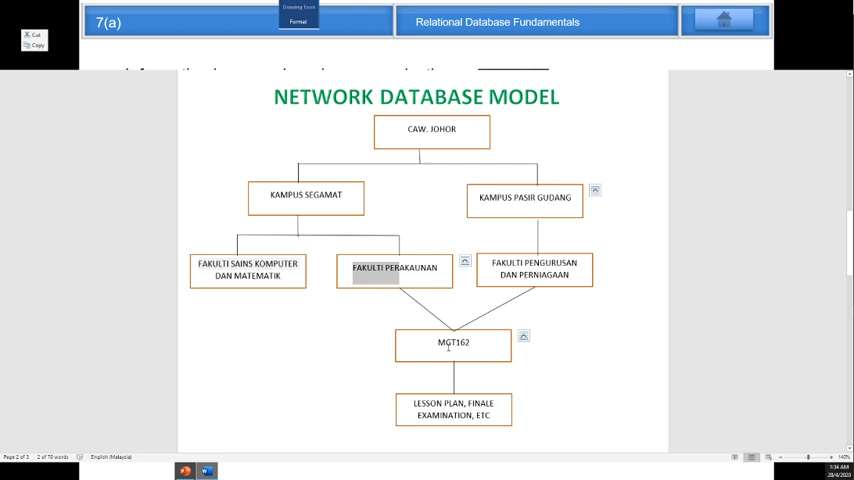 Drawing Tools
Format
7(a)
Relational Database Fundamentals
Cut
Copy
NETWORK DATABASE MODEL
CAW. JOHOR
KAMPUS SEGAMAT
KAMPUS PASIR GUDANG
FAKULTI SAINS KOMPUTER
DAN MATEMATIK
FAKULTI PERAKAUNAN
FAKULTI PENGURUSAN
DAN PERNIAGAAN
MGT162
LESSON PLAN, FINALE
EXAMINATION, ETC
Page 2 of 3 2 of 70 words English (Malaysia)
140%
1:34 AM
28/4/2020